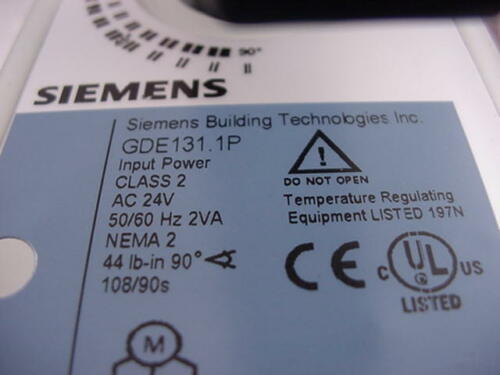 90°
SIEMENS
Siemens Building Technologies Inc.
GDE131.1P
Input Power
CLASS 2
AC 24V
50/60 Hz 2VA
NEMA 2
44 lb-in 90°
108/90s
DO NOT OPEN
Temperature Regulating
Equipment LISTED 197N
CE
C UL US
LISTED
M